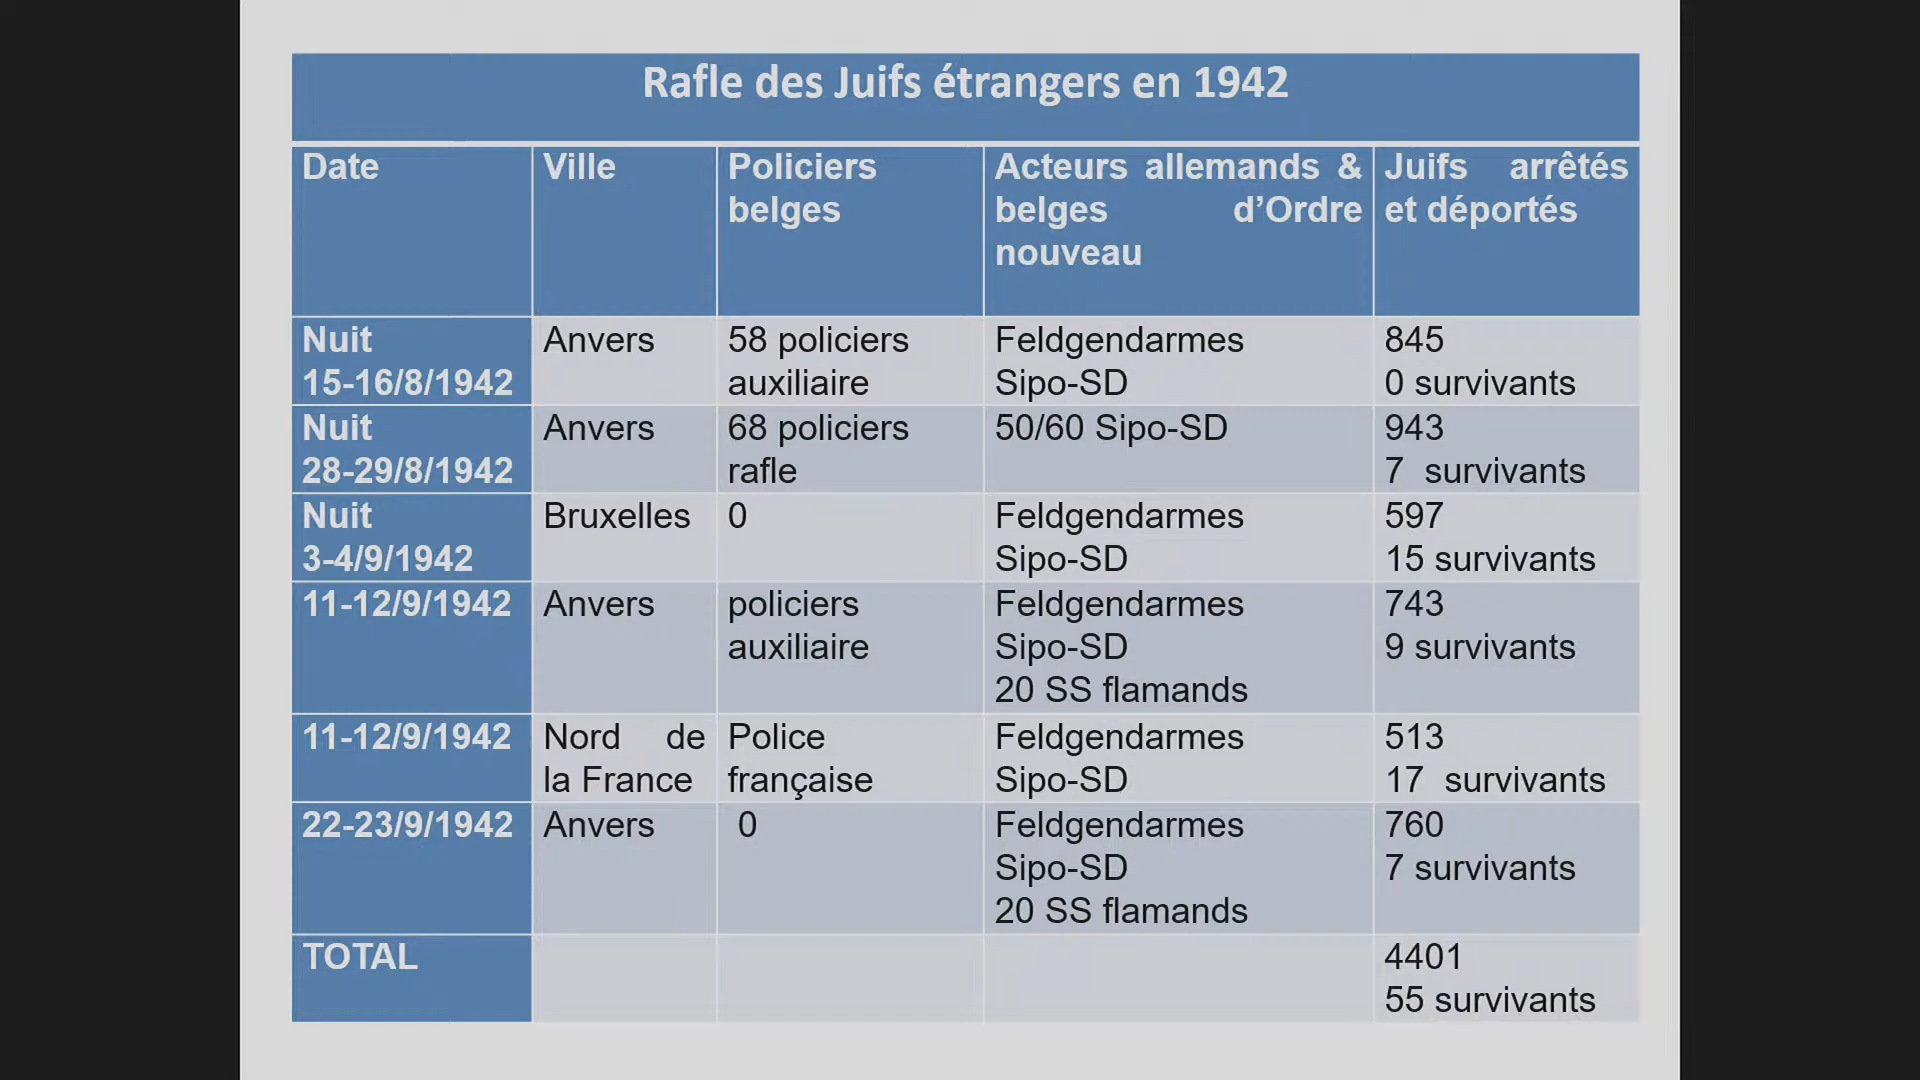 Rafle des Juifs étrangers en 1942
Date
Ville
Policiers
belges
Acteurs allemands &
belges d’Ordre
nouveau
Juifs arrêtés
et déportés
Nuit
15-16/8/1942
Anvers
58 policiers
auxiliaire
Feldgendarmes
Sipo-SD
845
0 survivants
Nuit
28-29/8/1942
Anvers
68 policiers
rafle
50/60 Sipo-SD
943
7 survivants
Nuit
3-4/9/1942
Bruxelles
0
Feldgendarmes
Sipo-SD
597
15 survivants
11-12/9/1942
Anvers
policiers
auxiliaire
Feldgendarmes
Sipo-SD
20 SS flamands
743
9 survivants
11-12/9/1942
Nord de
la France
Police
française
Feldgendarmes
Sipo-SD
513
17 survivants
22-23/9/1942
Anvers
0
Feldgendarmes
Sipo-SD
20 SS flamands
760
7 survivants
TOTAL
4401
55 survivants